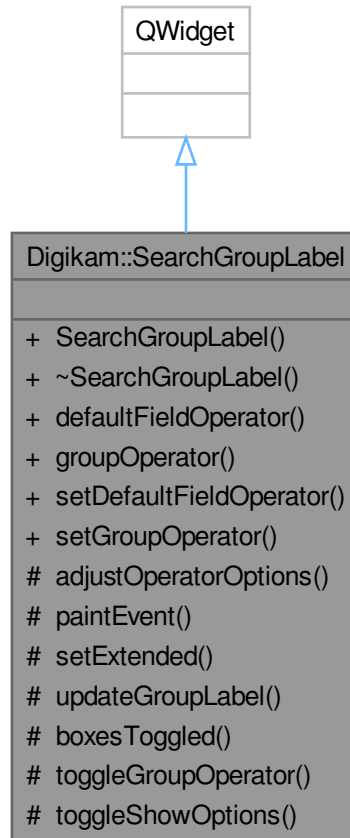 QWidget
Digikam::SearchGroupLabel
+ SearchGroupLabel()
+ ~SearchGroupLabel()
+ defaultFieldOperator()
+ groupOperator()
+ setDefaultFieldOperator()
+ setGroupOperator()
# adjustOperatorOptions()
# paintEvent()
# setExtended()
# updateGroupLabel()
# boxesToggled()
# toggleGroupOperator()
# toggleShowOptions()